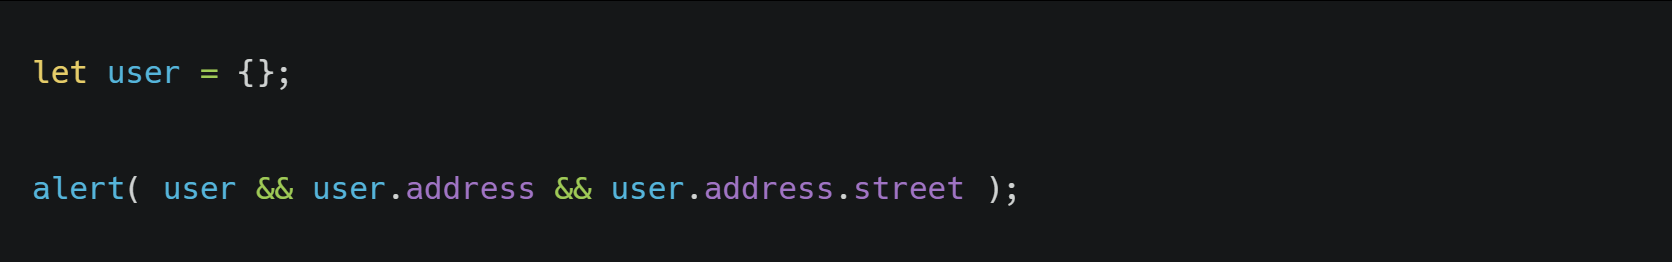 let user = {};
alert( user && user.address && user.address.street );